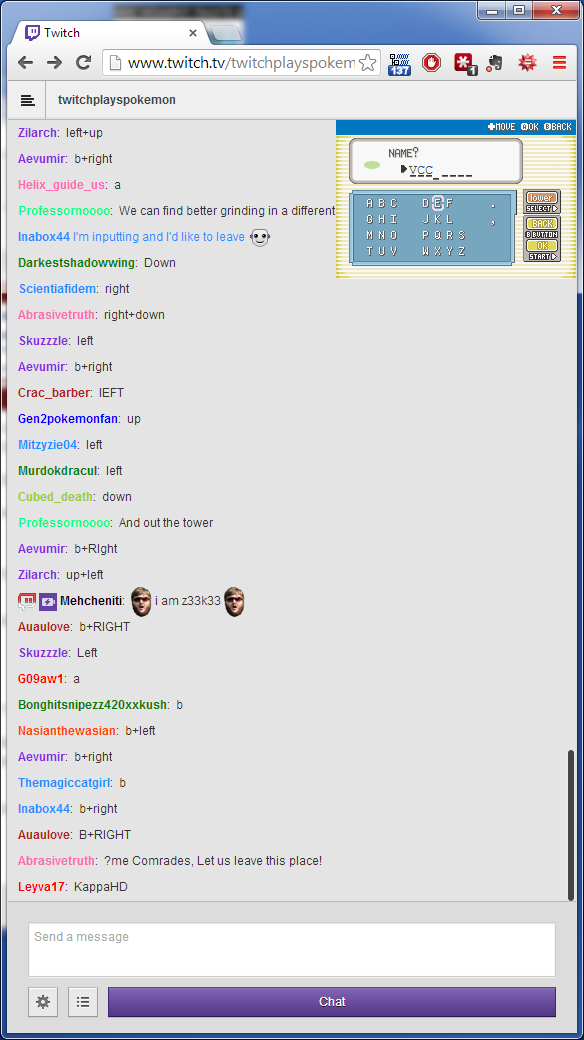 Twitch
www.twitch.tv/twitchplayspokem
137
1
twitchplayspokemon
Zilarch: left+up
Aevumir: b+right
Helix_guide_us: a
Professornoooo: We can find better grinding in a different
Inabox44 I'm inputting and I'd like to leave
Darkestshadowwing: Down
Scientiafidem: right
Abrasivetruth: right+down
Skuzzzle: left
Aevumir: b+right
Crac_barber: lEFT
Gen2pokemonfan: up
Mitzyzie04: left
Murdokdracul: left
Cubed_death: down
Professornoooo: And out the tower
Aevumir: b+RIght
Zilarch: up+left
Mehcheniti: i am z33k33
Auaulove: b+RIGHT
Skuzzzle: Left
G09aw1: a
Bonghitsnipezz420xxkush: b
Nasianthewasian: b+left
Aevumir: b+right
Themagiccatgirl: b
Inabox44: b+right
Auaulove: B+RIGHT
Abrasivetruth: ?me Comrades, Let us leave this place!
Leyva17: KappaHD
MOVE OK BACK
NAME?
VCC_ _ _ _ _
A B C D E F .
G H I J K L ,
M N O P Q R S
T U V W X Y Z
lower
SELECT
BACK
B BUTTON
OK
START
Send a message
Chat